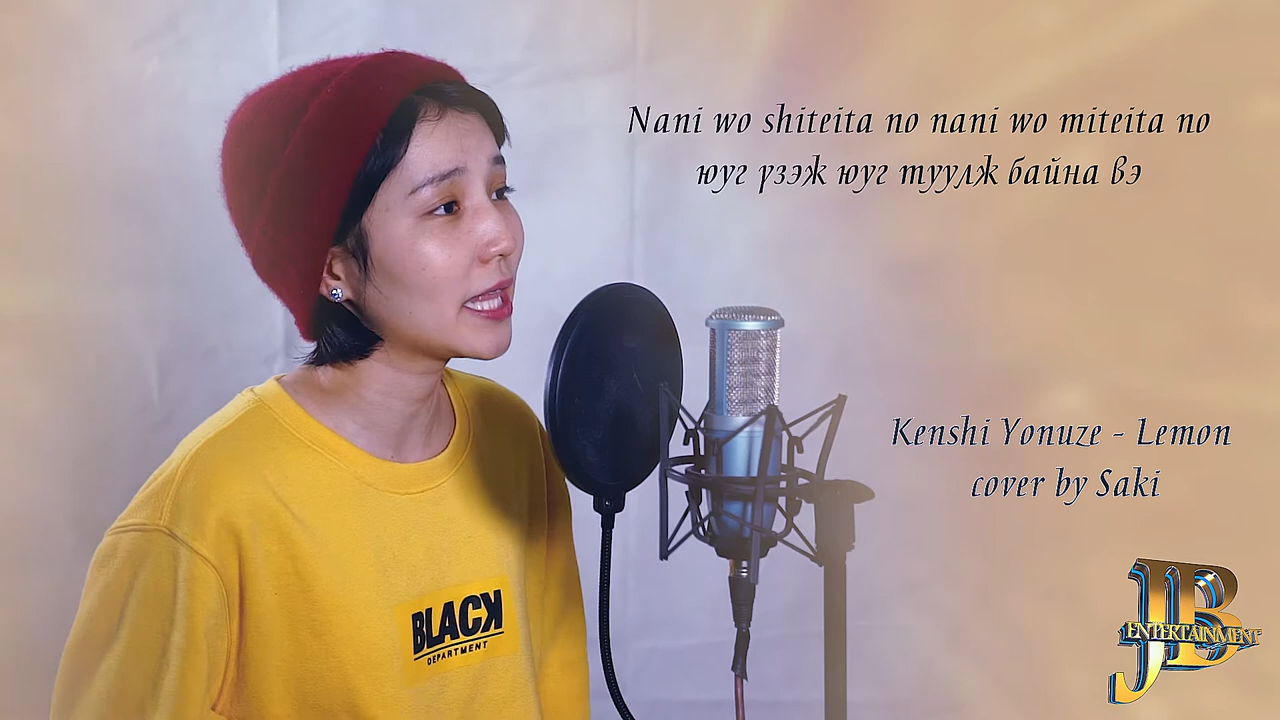 Nani wo shiteita no nani wo miteita no
юуг үзэж юуг туулж байна вэ
Kenshi Yonuze - Lemon
cover by Saki
BLACK
DEPARTMENT
JB
ENTERTAINMENT